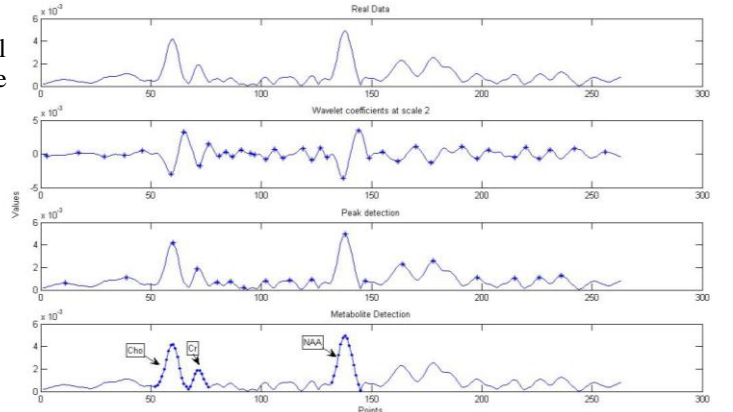 l
e
Real Data
x 10^-3
6
4
2
0
0 50 100 150 200 250 300
Wavelet coefficients at scale 2
x 10^-3
5
0
-5
0 50 100 150 200 250 300
Values
Peak detection
x 10^-3
6
4
2
0
0 50 100 150 200 250 300
Metabolite Detection
x 10^-3
6
4
2
0
Cho
Cr
NAA
0 50 100 150 200 250 300
Points